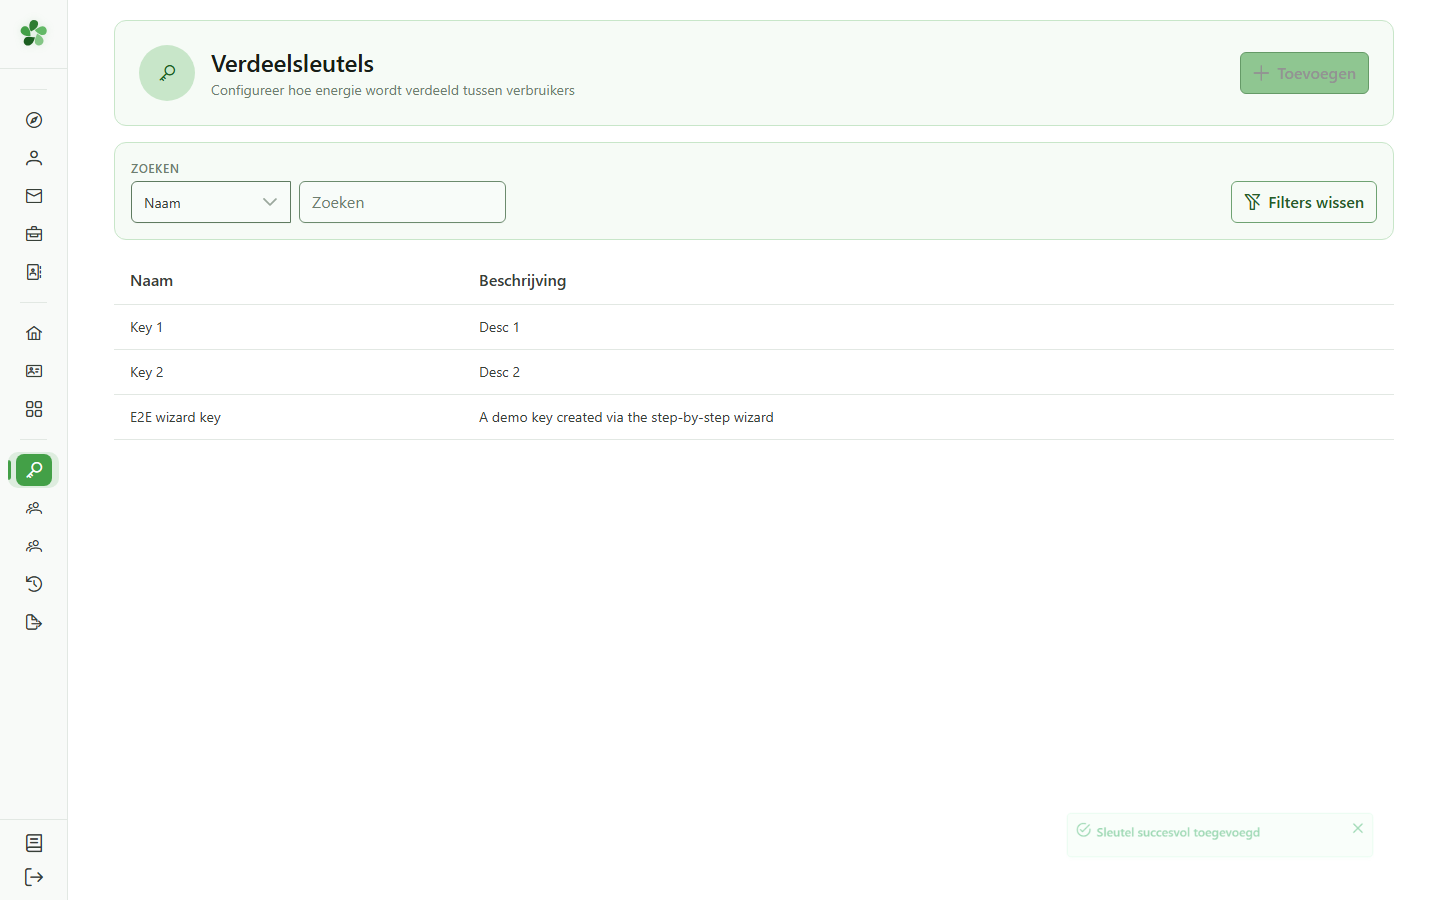 Verdeelsleutels
Configureer hoe energie wordt verdeeld tussen verbruikers
Toevoegen
ZOEKEN
Naam
Zoeken
Filters wissen
Naam Beschrijving
Key 1 Desc 1
Key 2 Desc 2
E2E wizard key A demo key created via the step-by-step wizard
Sleutel succesvol toegevoegd